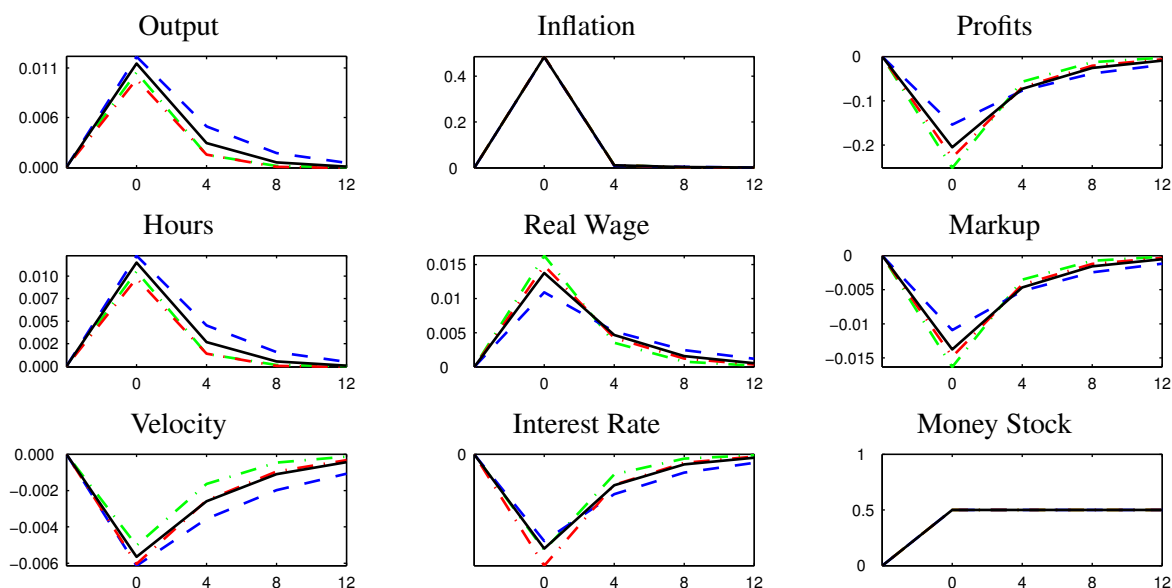 Output
0.011
0.006
0.000
0 4 8 12
Inflation
0.4
0.2
0
0 4 8 12
Profits
0
−0.1
−0.2
0 4 8 12
Hours
0.010
0.007
0.005
0.002
0.000
0 4 8 12
Real Wage
0.015
0.01
0.005
0
0 4 8 12
Markup
0
−0.005
−0.01
−0.015
0 4 8 12
Velocity
0.000
−0.002
−0.004
−0.006
0 4 8 12
Interest Rate
0
0 4 8 12
Money Stock
1
0.5
0
0 4 8 12